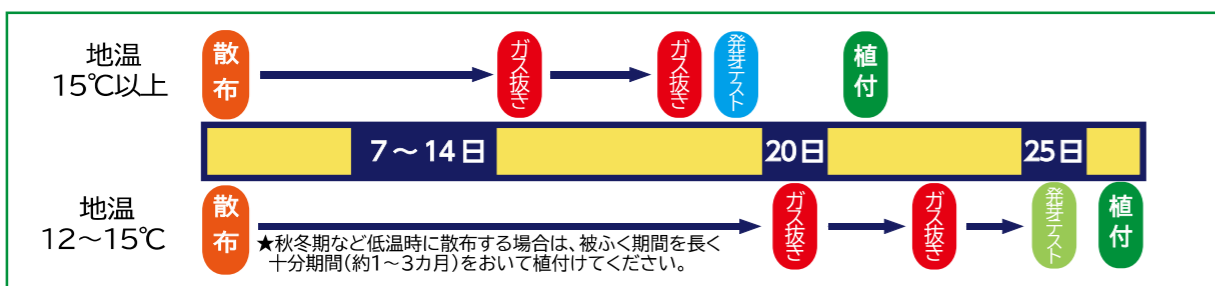 地温
15℃以上
散布
ガス抜き
ガス抜き
発芽テスト
植付
7～14日
20日
25日
地温
12～15℃
散布
ガス抜き
ガス抜き
発芽テスト
植付
★秋冬期など低温時に散布する場合は、被ふく期間を長く
十分期間(約1～3カ月)をおいて植付けてください。